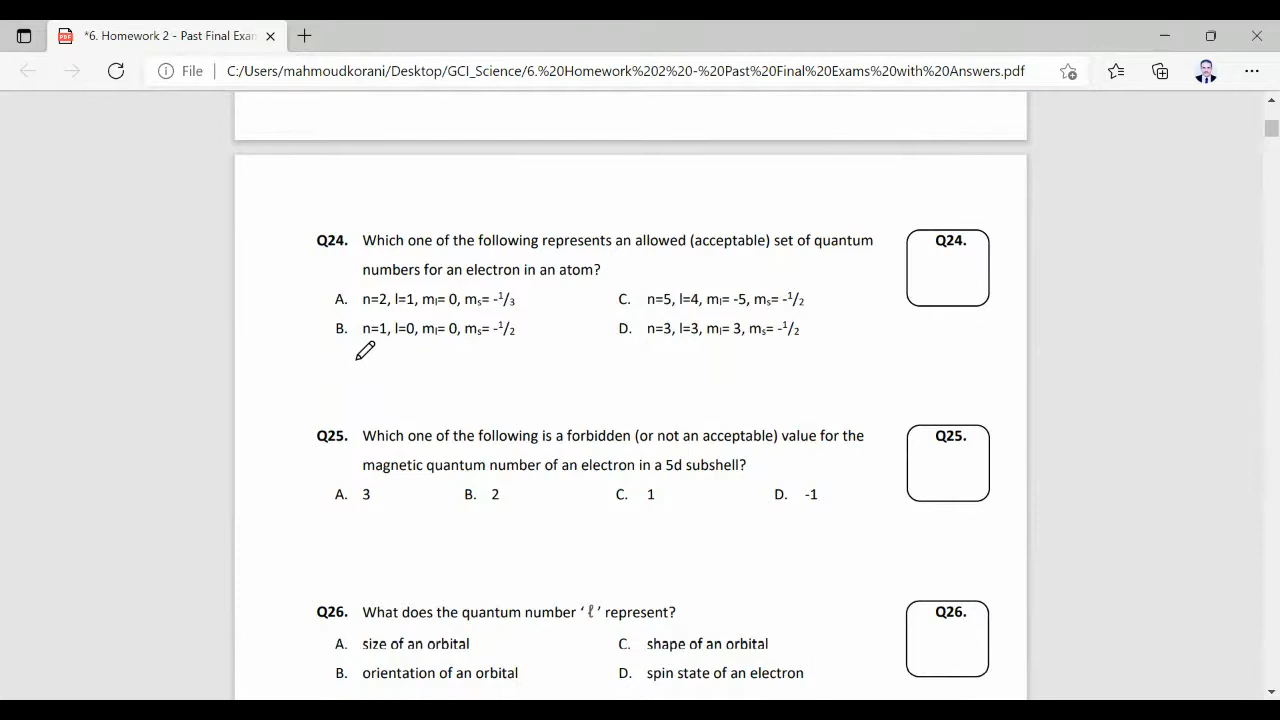 *6. Homework 2 - Past Final Exa
File C:/Users/mahmoudkorani/Desktop/GCI_Science/6.%20Homework%202%20-%20Past%20Final%20Exams%20with%20Answers.pdf
Q24. Which one of the following represents an allowed (acceptable) set of quantum
numbers for an electron in an atom?
A. n=2, l=1, mₗ= 0, mₛ= -¹/₃ C. n=5, l=4, mₗ= -5, mₛ= -¹/₂
B. n=1, l=0, mₗ= 0, mₛ= -¹/₂ D. n=3, l=3, mₗ= 3, mₛ= -¹/₂
Q24.
Q25. Which one of the following is a forbidden (or not an acceptable) value for the
magnetic quantum number of an electron in a 5d subshell?
A. 3 B. 2 C. 1 D. -1
Q25.
Q26. What does the quantum number ‘ ℓ ’ represent?
A. size of an orbital C. shape of an orbital
B. orientation of an orbital D. spin state of an electron
Q26.